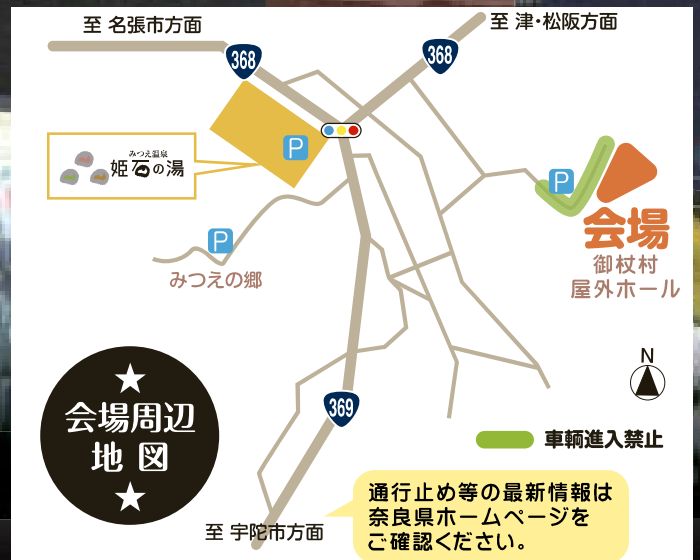 至 名張市方面
至 津・松阪方面
368
368
P
みつえ温泉
姫石の湯
P
P
みつえの郷
会場
御杖村
屋外ホール
N
369
会場周辺
地図
車輌進入禁止
至 宇陀市方面
通行止め等の最新情報は
奈良県ホームページを
ご確認ください。